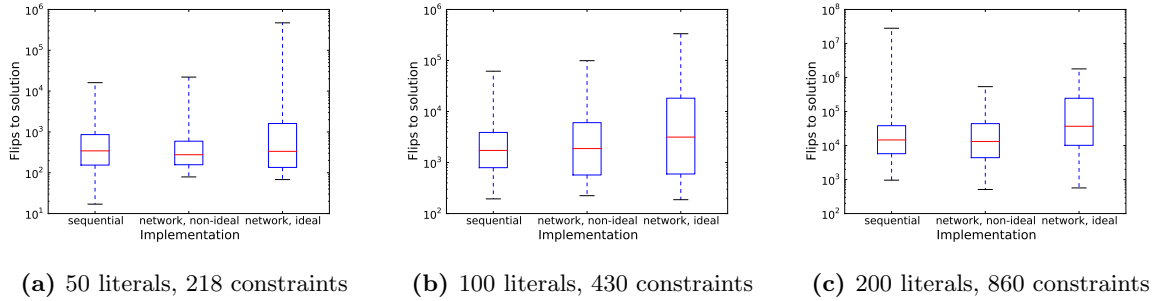 10^6
10^5
10^4
10^3
10^2
10^1
Flips to solution
sequential network, non-ideal network, ideal
Implementation
10^6
10^5
10^4
10^3
10^2
Flips to solution
sequential network, non-ideal network, ideal
Implementation
10^8
10^7
10^6
10^5
10^4
10^3
10^2
Flips to solution
sequential network, non-ideal network, ideal
Implementation
(a) 50 literals, 218 constraints
(b) 100 literals, 430 constraints
(c) 200 literals, 860 constraints